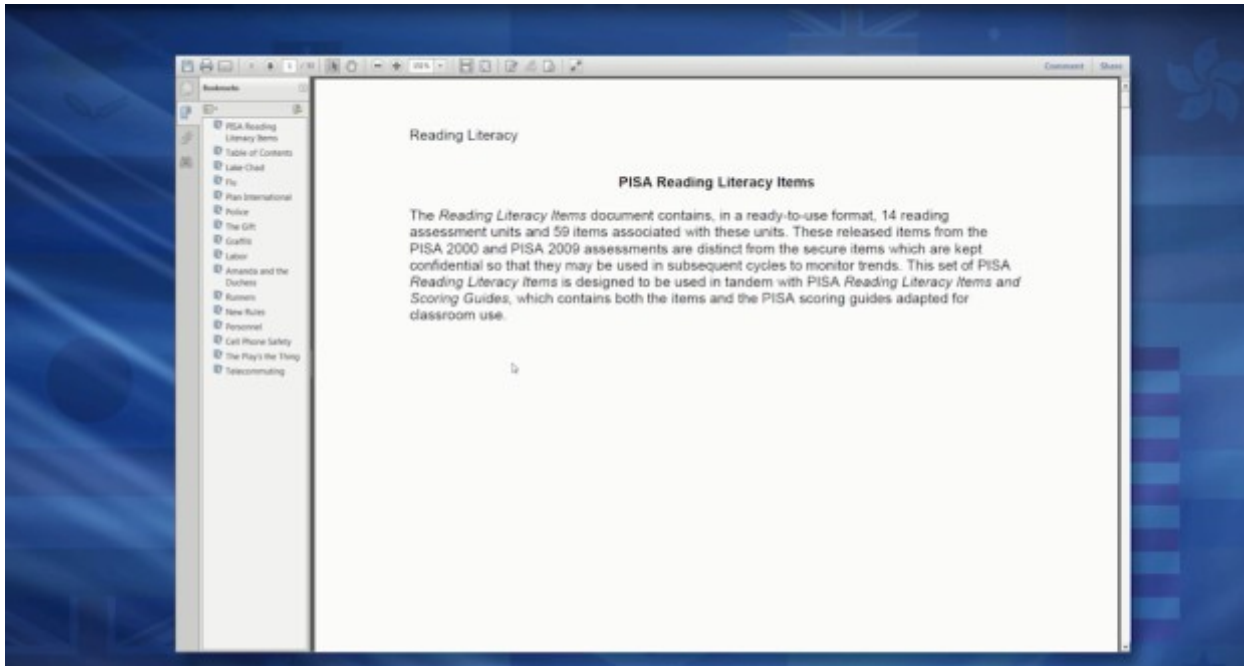 Comment Share
Bookmarks
PISA Reading
Literacy Items
Table of Contents
Lake Chad
Flu
Plan International
Police
The Gift
Graffiti
Labor
Amanda and the
Duchess
Runners
New Rules
Personnel
Cell Phone Safety
The Play's the Thing
Telecommuting
Reading Literacy
PISA Reading Literacy Items
The Reading Literacy Items document contains, in a ready-to-use format, 14 reading
assessment units and 59 items associated with these units. These released items from the
PISA 2000 and PISA 2009 assessments are distinct from the secure items which are kept
confidential so that they may be used in subsequent cycles to monitor trends. This set of PISA
Reading Literacy Items is designed to be used in tandem with PISA Reading Literacy Items and
Scoring Guides, which contains both the items and the PISA scoring guides adapted for
classroom use.